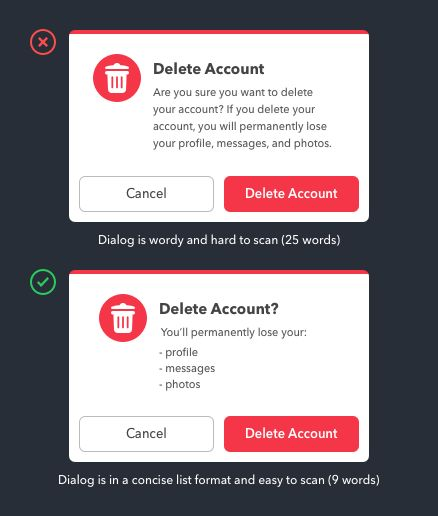 Delete Account
Are you sure you want to delete
your account? If you delete your
account, you will permanently lose
your profile, messages, and photos.
Cancel
Delete Account
Dialog is wordy and hard to scan (25 words)
Delete Account?
You’ll permanently lose your:
- profile
- messages
- photos
Cancel
Delete Account
Dialog is in a concise list format and easy to scan (9 words)